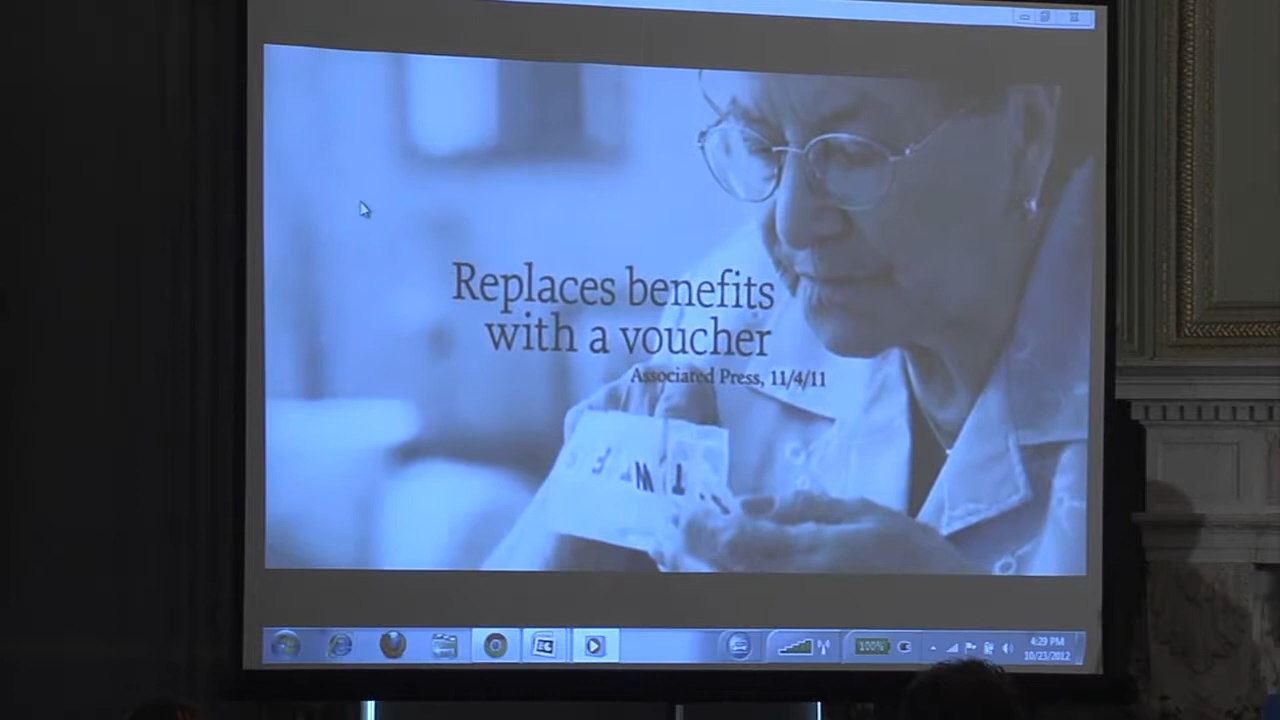 Replaces benefits
with a voucher
Associated Press, 11/4/11
T W F
100%
4:29 PM
10/23/2012